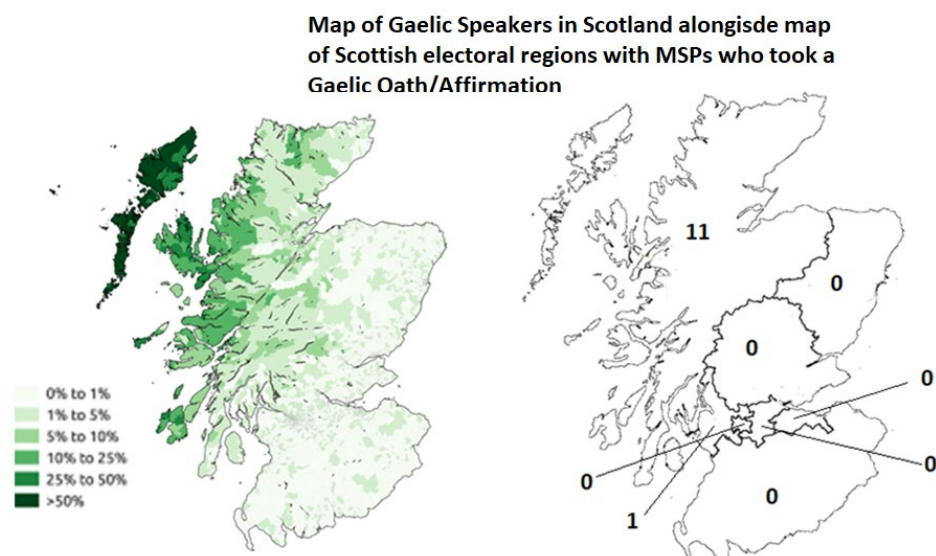 Map of Gaelic Speakers in Scotland alongisde map
of Scottish electoral regions with MSPs who took a
Gaelic Oath/Affirmation
11
0
0
0
0% to 1%
1% to 5%
5% to 10%
10% to 25%
25% to 50%
>50%
0
0
0
1